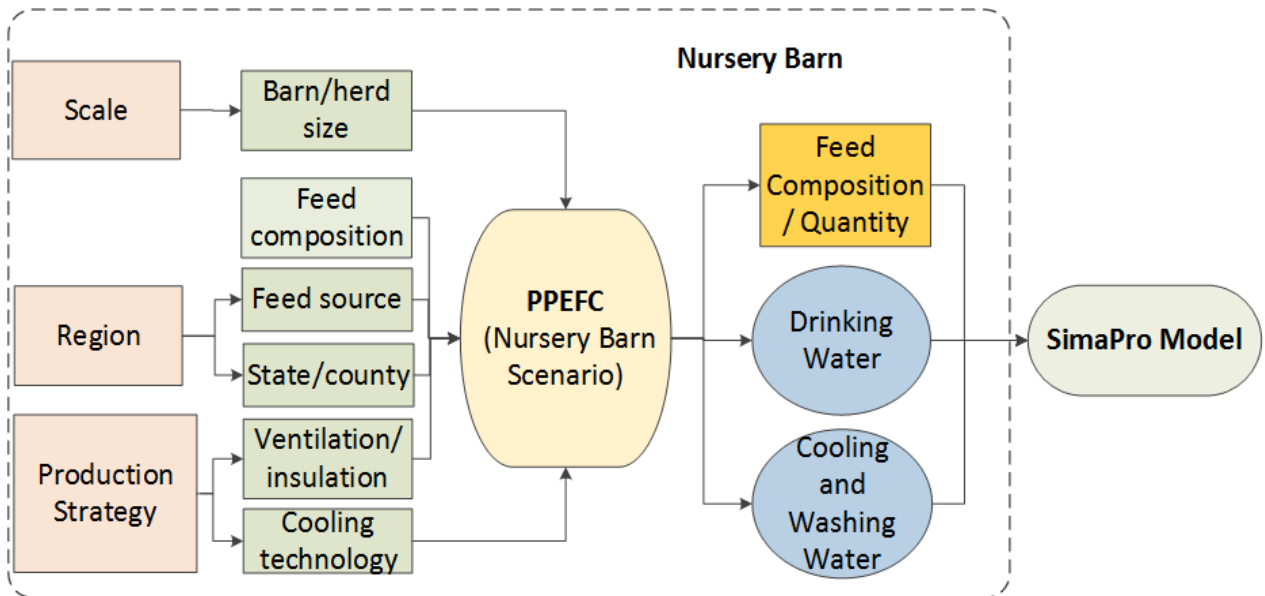 Nursery Barn
Scale
Barn/herd
size
Feed
composition
Region
Feed source
State/county
Production
Strategy
Ventilation/
insulation
Cooling
technology
PPEFC
(Nursery Barn
Scenario)
Feed
Composition
/ Quantity
Drinking
Water
Cooling
and
Washing
Water
SimaPro Model